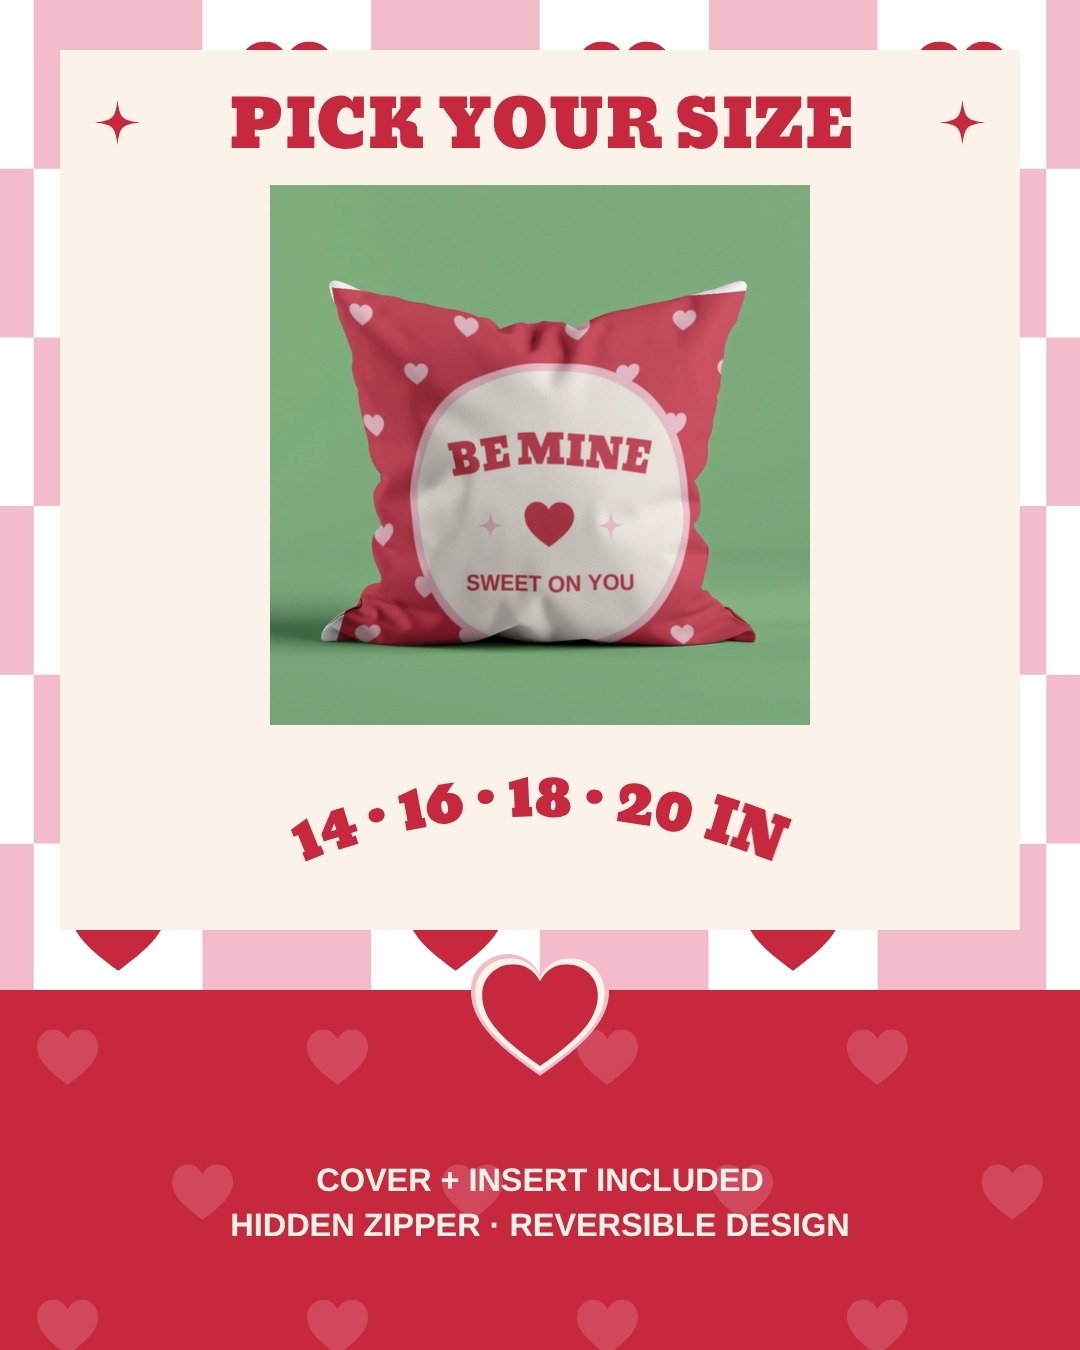 PICK YOUR SIZE
BE MINE
SWEET ON YOU
14 • 16 • 18 • 20 IN
COVER + INSERT INCLUDED
HIDDEN ZIPPER · REVERSIBLE DESIGN